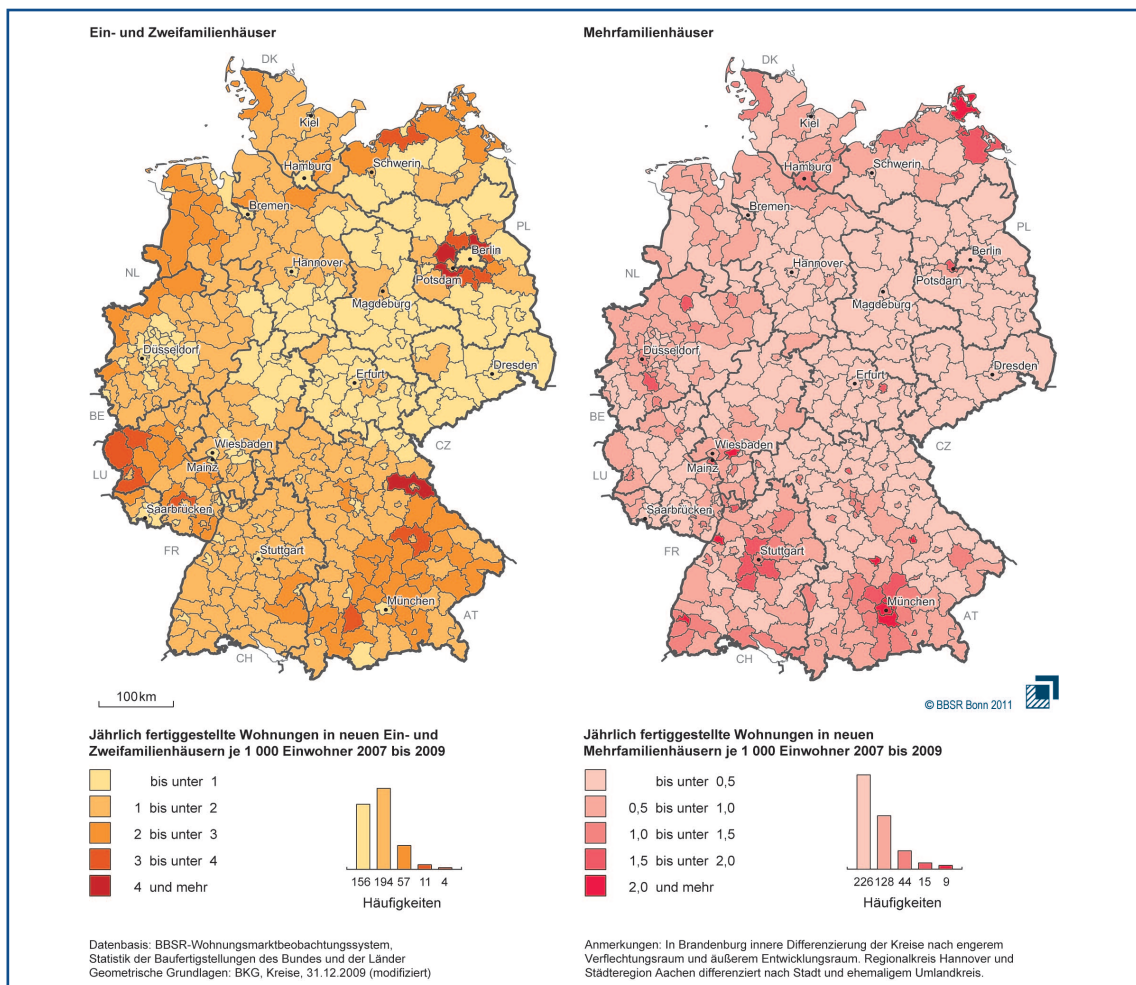 Ein- und Zweifamilienhäuser
DK
Kiel
Hamburg
Schwerin
Bremen
PL
Berlin
NL
Hannover
Potsdam
Magdeburg
Düsseldorf
Dresden
Erfurt
BE
Wiesbaden
CZ
Mainz
LU
Saarbrücken
FR
Stuttgart
München
AT
CH
100 km
Jährlich fertiggestellte Wohnungen in neuen Ein- und
Zweifamilienhäusern je 1 000 Einwohner 2007 bis 2009
bis unter 1
1 bis unter 2
2 bis unter 3
3 bis unter 4
4 und mehr
156 194 57 11 4
Häufigkeiten
Datenbasis: BBSR-Wohnungsmarktbeobachtungssystem,
Statistik der Baufertigstellungen des Bundes und der Länder
Geometrische Grundlagen: BKG, Kreise, 31.12.2009 (modifiziert)
Mehrfamilienhäuser
DK
Kiel
Hamburg
Schwerin
Bremen
PL
Berlin
NL
Hannover
Potsdam
Magdeburg
Düsseldorf
Dresden
Erfurt
BE
Wiesbaden
CZ
Mainz
LU
Saarbrücken
FR
Stuttgart
München
AT
CH
© BBSR Bonn 2011
Jährlich fertiggestellte Wohnungen in neuen
Mehrfamilienhäusern je 1 000 Einwohner 2007 bis 2009
bis unter 0,5
0,5 bis unter 1,0
1,0 bis unter 1,5
1,5 bis unter 2,0
2,0 und mehr
226 128 44 15 9
Häufigkeiten
Anmerkungen: In Brandenburg innere Differenzierung der Kreise nach engerem
Verflechtungsraum und äußerem Entwicklungsraum. Regionalkreis Hannover und
Städteregion Aachen differenziert nach Stadt und ehemaligem Umlandkreis.